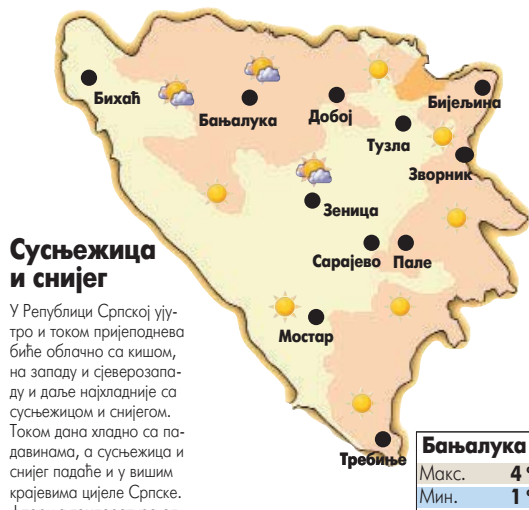 Бихаћ
Бањалука
Добој
Бијељина
Тузла
Зворник
Зеница
Сарајево
Пале
Мостар
Требиње
Сусњежица
и снијег
У Републици Српској ују-
тро и током пријеподнева
биће облачно са кишом,
на западу и сјеверозапа-
ду и даље најхладније са
сусњежицом и снијегом.
Током дана хладно са па-
давинама, а сусњежица и
снијег падаће и у вишим
крајевима цијеле Српске.
Бањалука
Макс. 4°
Мин. 1°